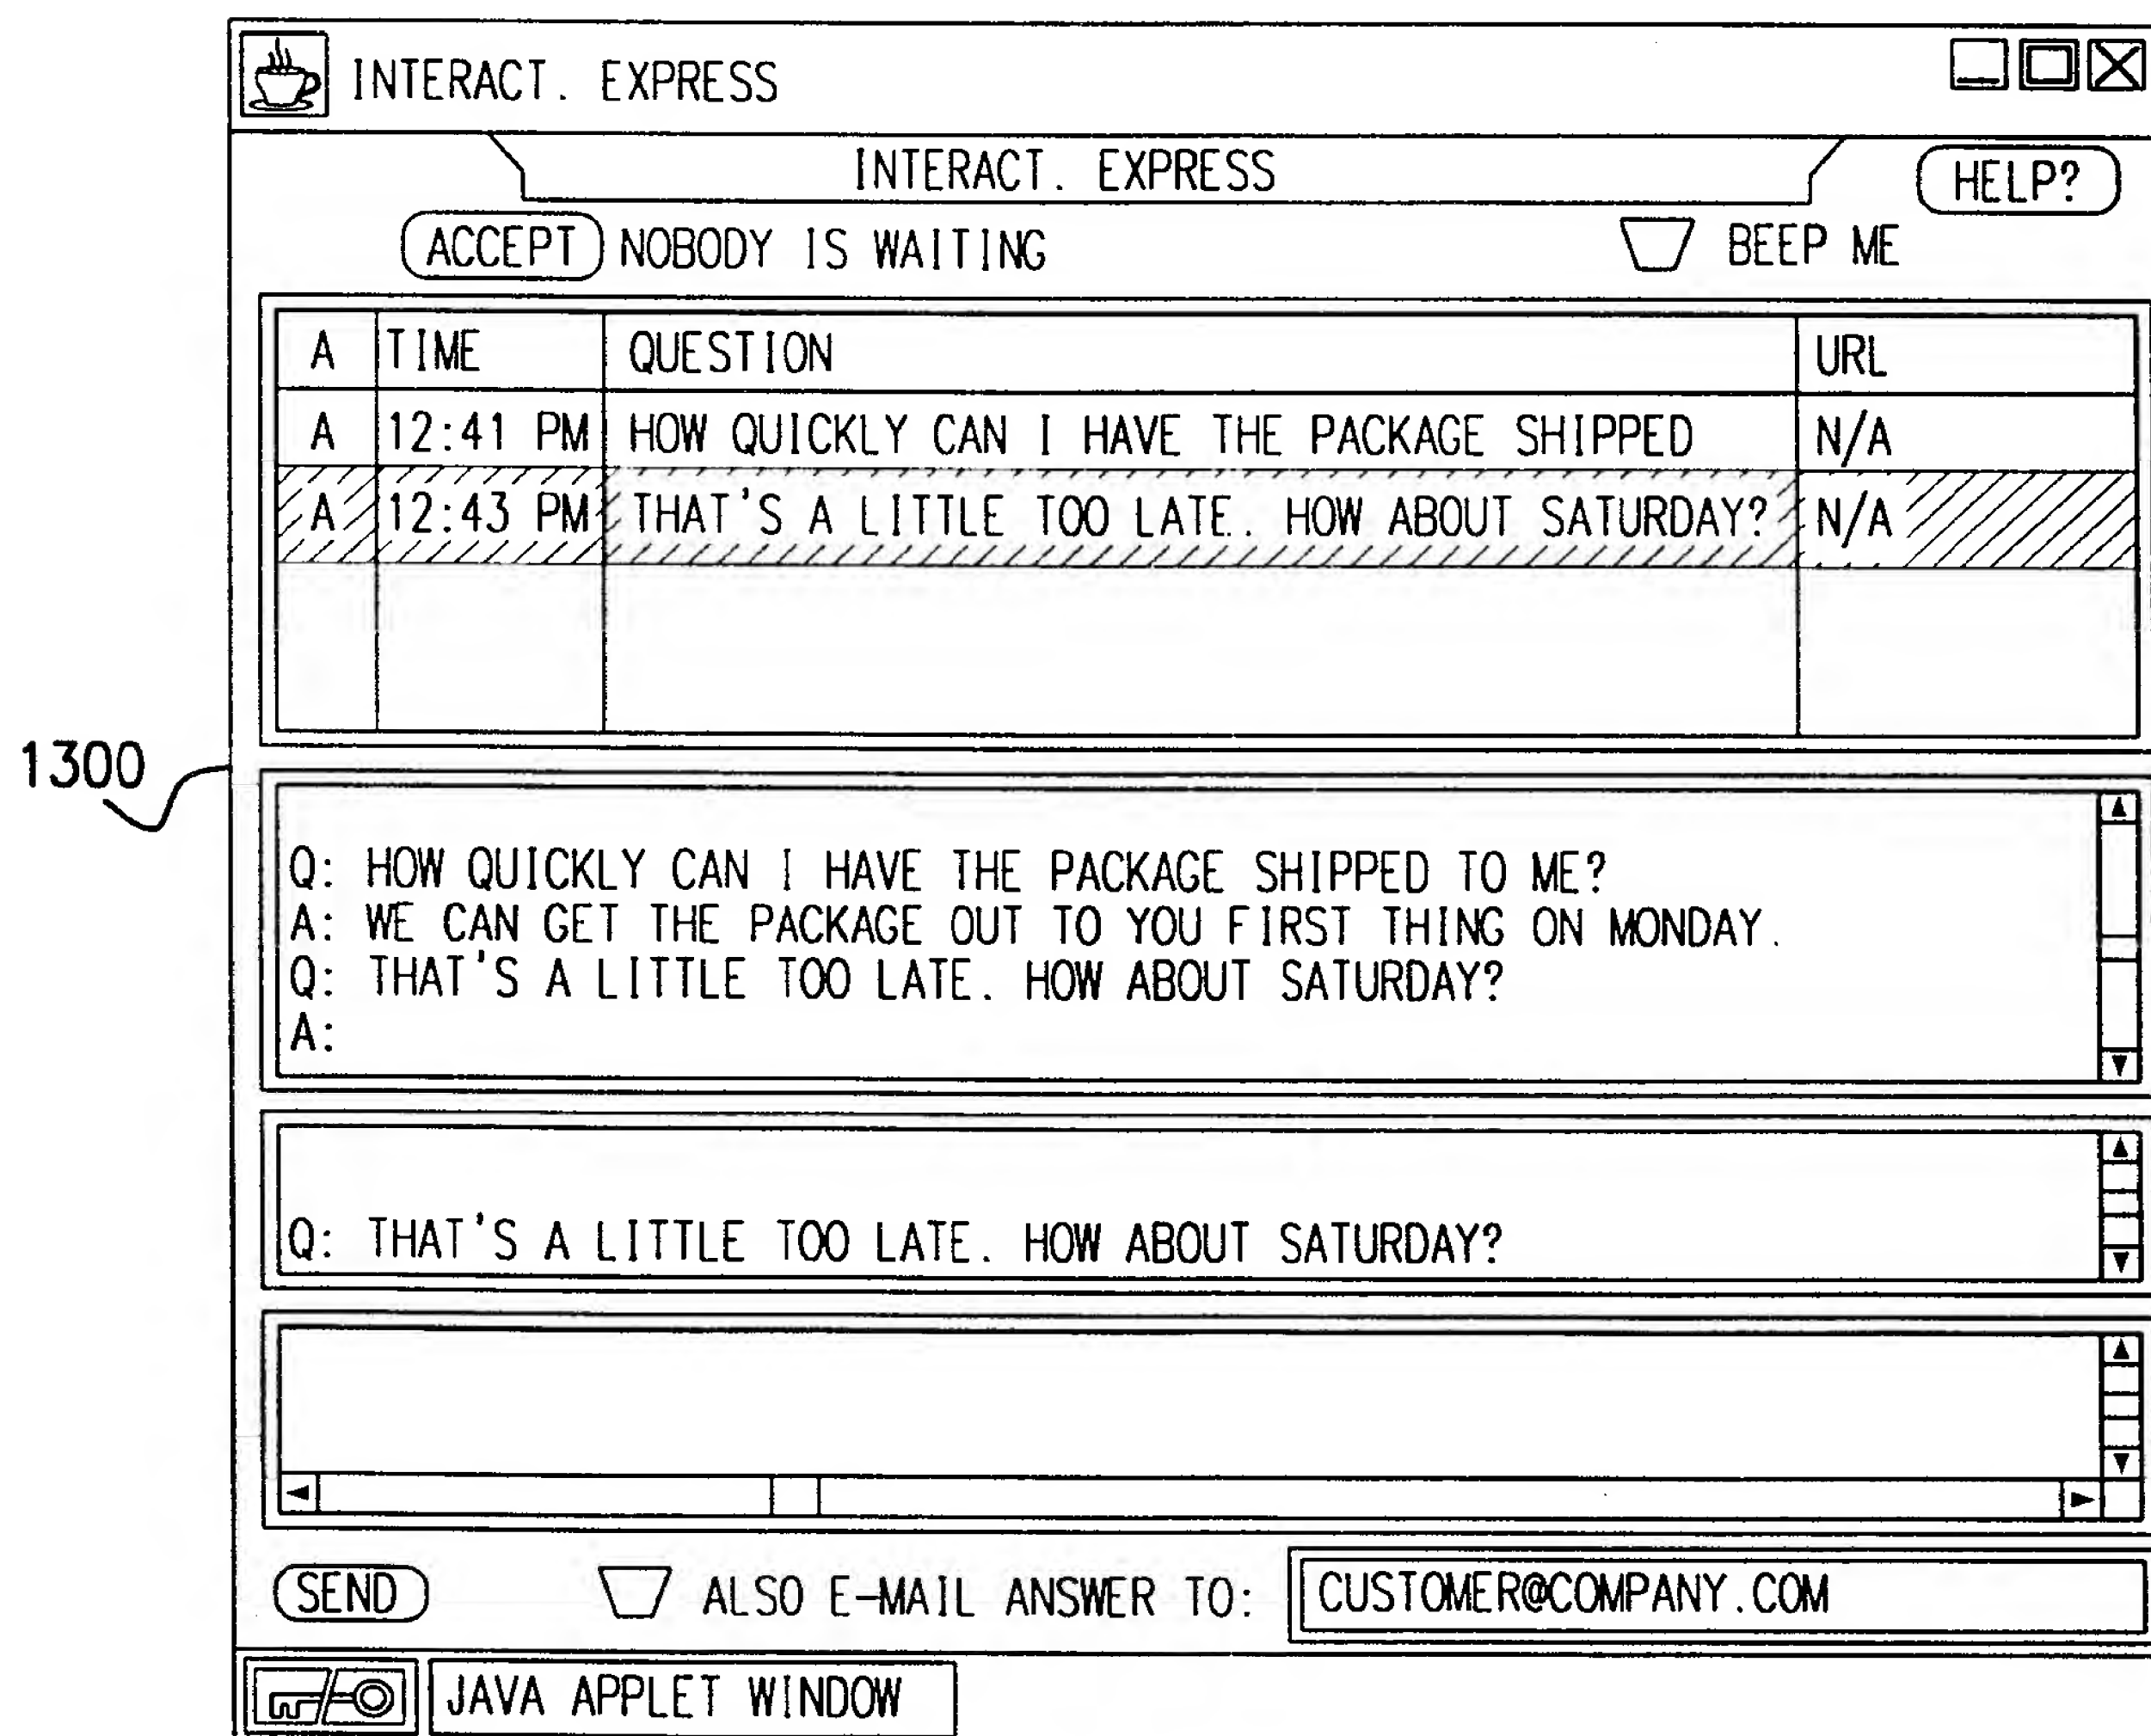 INTERACT. EXPRESS
INTERACT. EXPRESS
HELP?
ACCEPT NOBODY IS WAITING BEEP ME
A TIME QUESTION URL
A 12:41 PM HOW QUICKLY CAN I HAVE THE PACKAGE SHIPPED N/A
A 12:43 PM THAT'S A LITTLE TOO LATE. HOW ABOUT SATURDAY? N/A
1300
Q: HOW QUICKLY CAN I HAVE THE PACKAGE SHIPPED TO ME?
A: WE CAN GET THE PACKAGE OUT TO YOU FIRST THING ON MONDAY.
Q: THAT'S A LITTLE TOO LATE. HOW ABOUT SATURDAY?
A:
Q: THAT'S A LITTLE TOO LATE. HOW ABOUT SATURDAY?
SEND ALSO E-MAIL ANSWER TO: CUSTOMER@COMPANY.COM
JAVA APPLET WINDOW